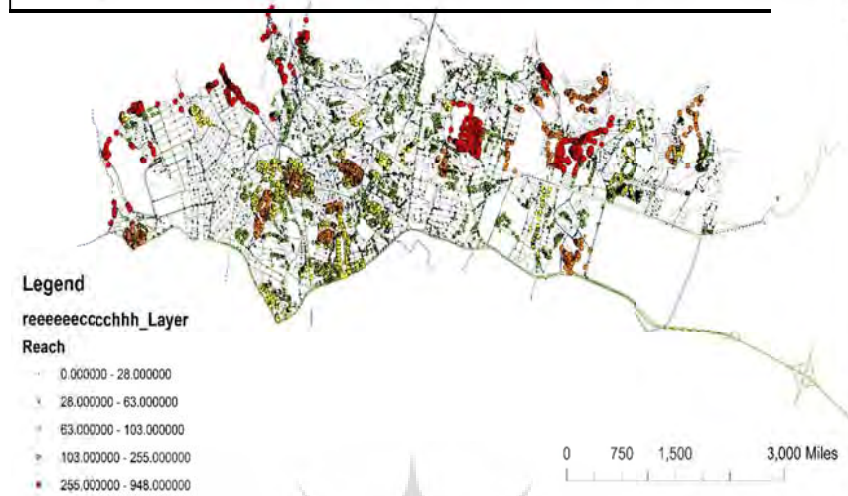 Legend
reeeeeccccchhh_Layer
Reach
0.000000 - 28.000000
28.000000 - 63.000000
63.000000 - 103.000000
103.000000 - 255.000000
255.000000 - 948.000000
0 750 1,500 3,000 Miles